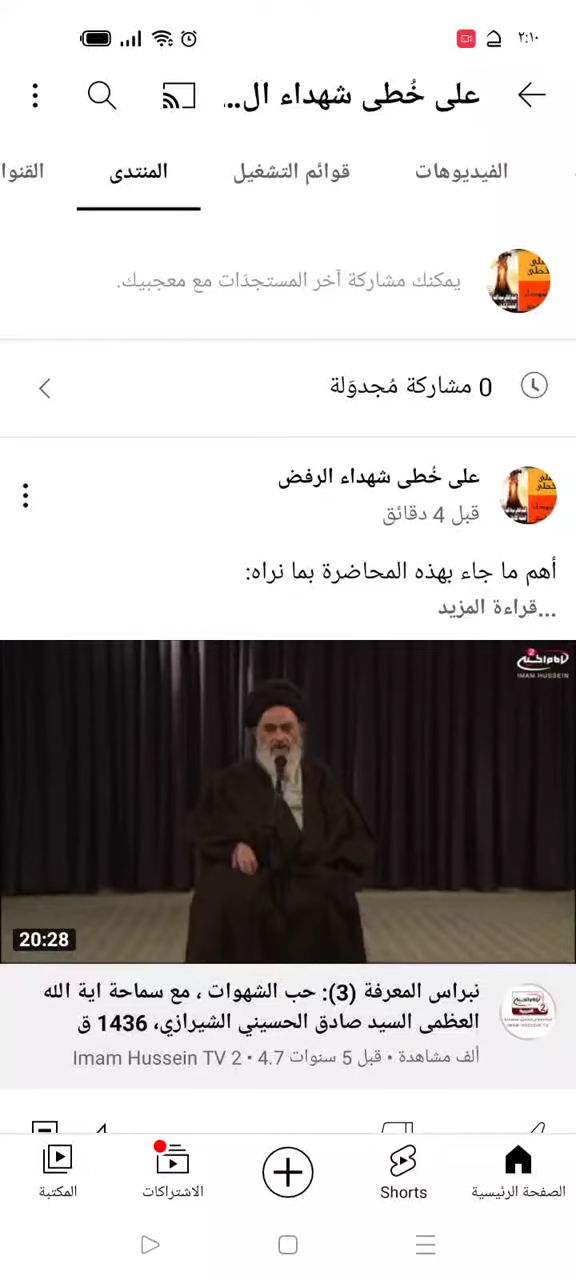 ٢:١٠
على خُطى شهداء ال...
الفيديوهات
قوائم التشغيل
المنتدى
القنوا
يمكنك مشاركة آخر المستجدّات مع معجبيك.
0 مشاركة مُجدوَلة
على خُطى شهداء الرفض
قبل 4 دقائق
أهم ما جاء بهذه المحاضرة بما نراه:
...قراءة المزيد
IMAM HUSSEIN
20:28
نبراس المعرفة (3): حب الشهوات ، مع سماحة اية الله
العظمى السيد صادق الحسيني الشيرازي، 1436 ق
Imam Hussein TV 2 • 4.7 ألف مشاهدة • قبل 5 سنوات
الصفحة الرئيسية
Shorts
الاشتراكات
المكتبة